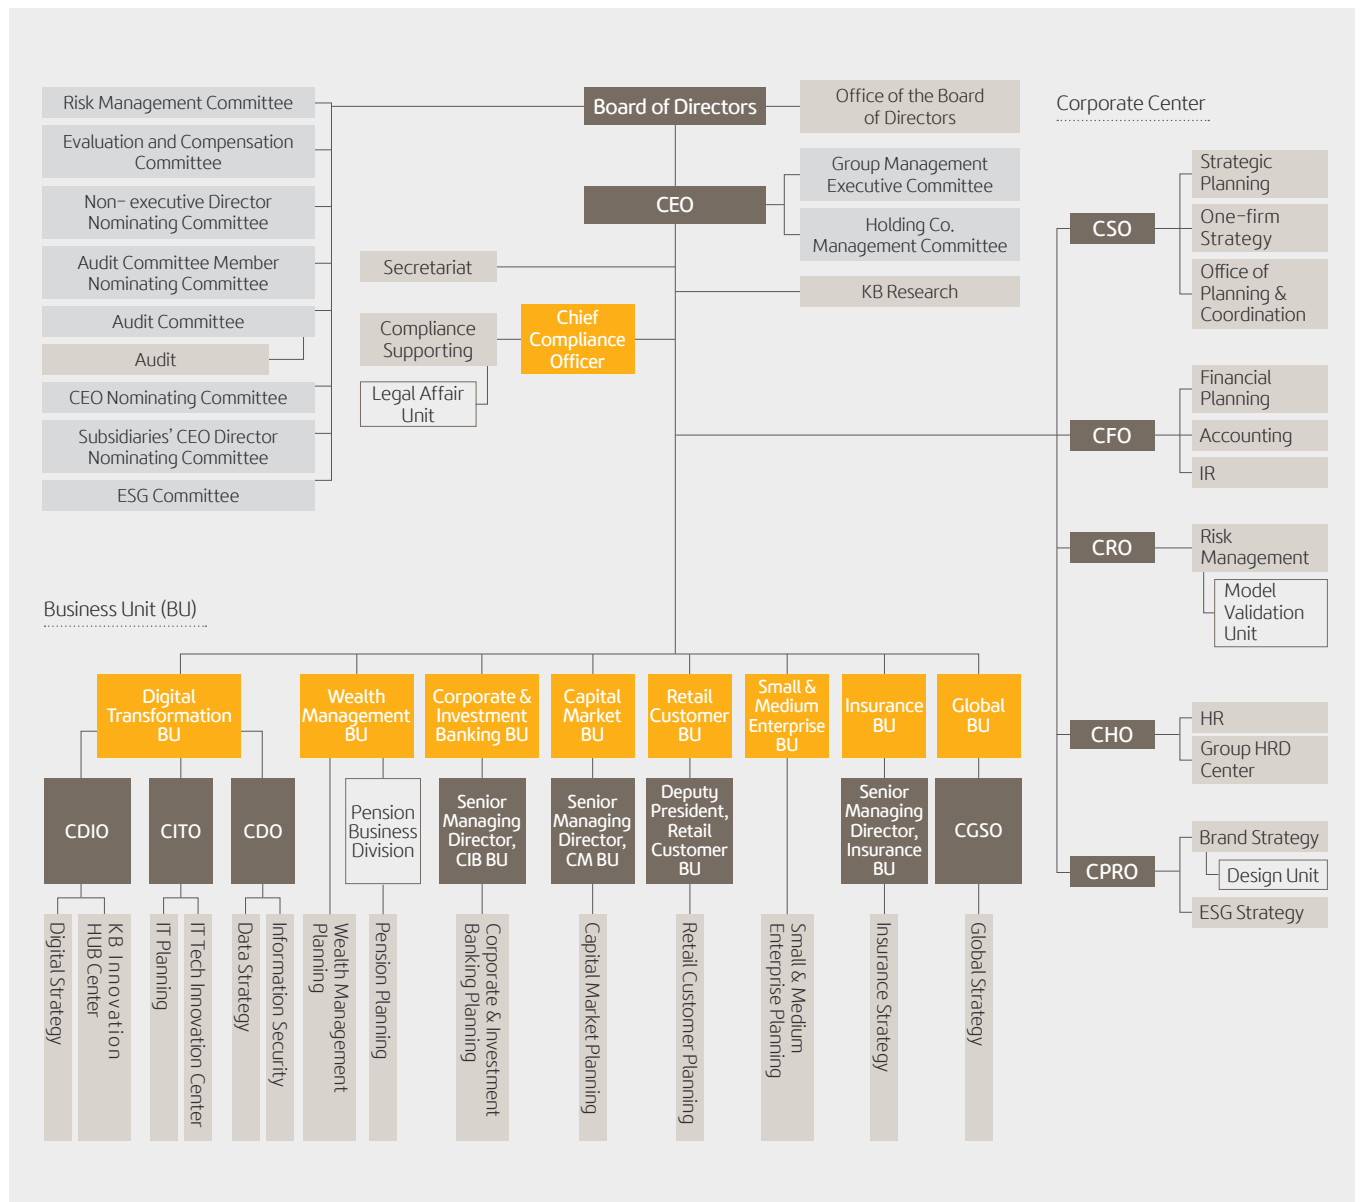 Board of Directors
Office of the Board
of Directors
CEO
Group Management
Executive Committee
Holding Co.
Management Committee
Risk Management Committee
Evaluation and Compensation
Committee
Non- executive Director
Nominating Committee
Audit Committee Member
Nominating Committee
Audit Committee
Audit
CEO Nominating Committee
Subsidiaries' CEO Director
Nominating Committee
ESG Committee
Secretariat
KB Research
Chief
Compliance
Officer
Compliance
Supporting
Legal Affair
Unit
Corporate Center
CSO
Strategic
Planning
One-firm
Strategy
Office of
Planning &
Coordination
CFO
Financial
Planning
Accounting
IR
CRO
Risk
Management
Model
Validation
Unit
CHO
HR
Group HRD
Center
CPRO
Brand Strategy
Design Unit
ESG Strategy
Business Unit (BU)
Digital
Transformation
BU
Wealth
Management
BU
Corporate &
Investment
Banking BU
Capital
Market
BU
Retail
Customer
BU
Small &
Medium
Enterprise
BU
Insurance
BU
Global
BU
CDIO
CITO
CDO
Pension
Business
Division
Senior
Managing
Director,
CIB BU
Senior
Managing
Director,
CM BU
Deputy
President,
Retail
Customer
BU
Senior
Managing
Director,
Insurance
BU
CGSO
Digital Strategy
KB Innovation
HUB Center
IT Planning
IT Tech Innovation Center
Data Strategy
Information Security
Wealth Management
Planning
Pension Planning
Corporate & Investment
Banking Planning
Capital Market Planning
Retail Customer Planning
Small & Medium
Enterprise Planning
Insurance Strategy
Global Strategy